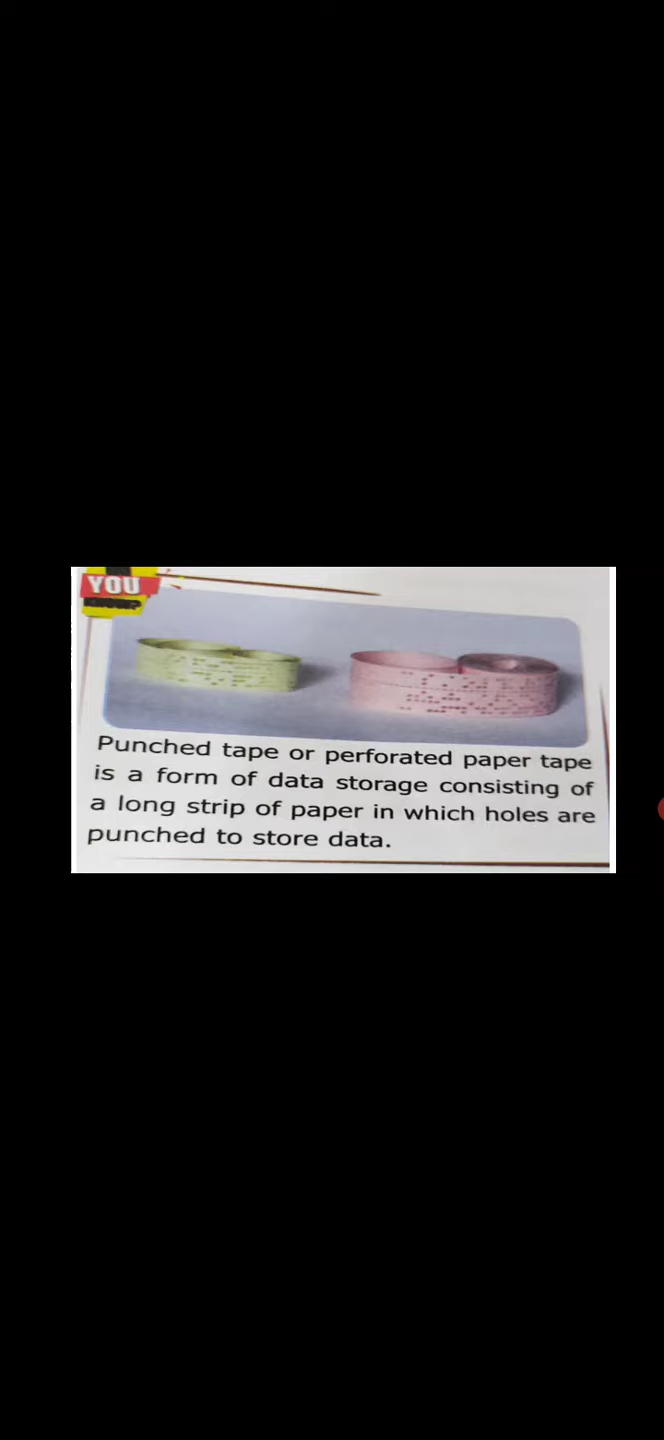 YOU
KNOW?
Punched tape or perforated paper tape
is a form of data storage consisting of
a long strip of paper in which holes are
punched to store data.